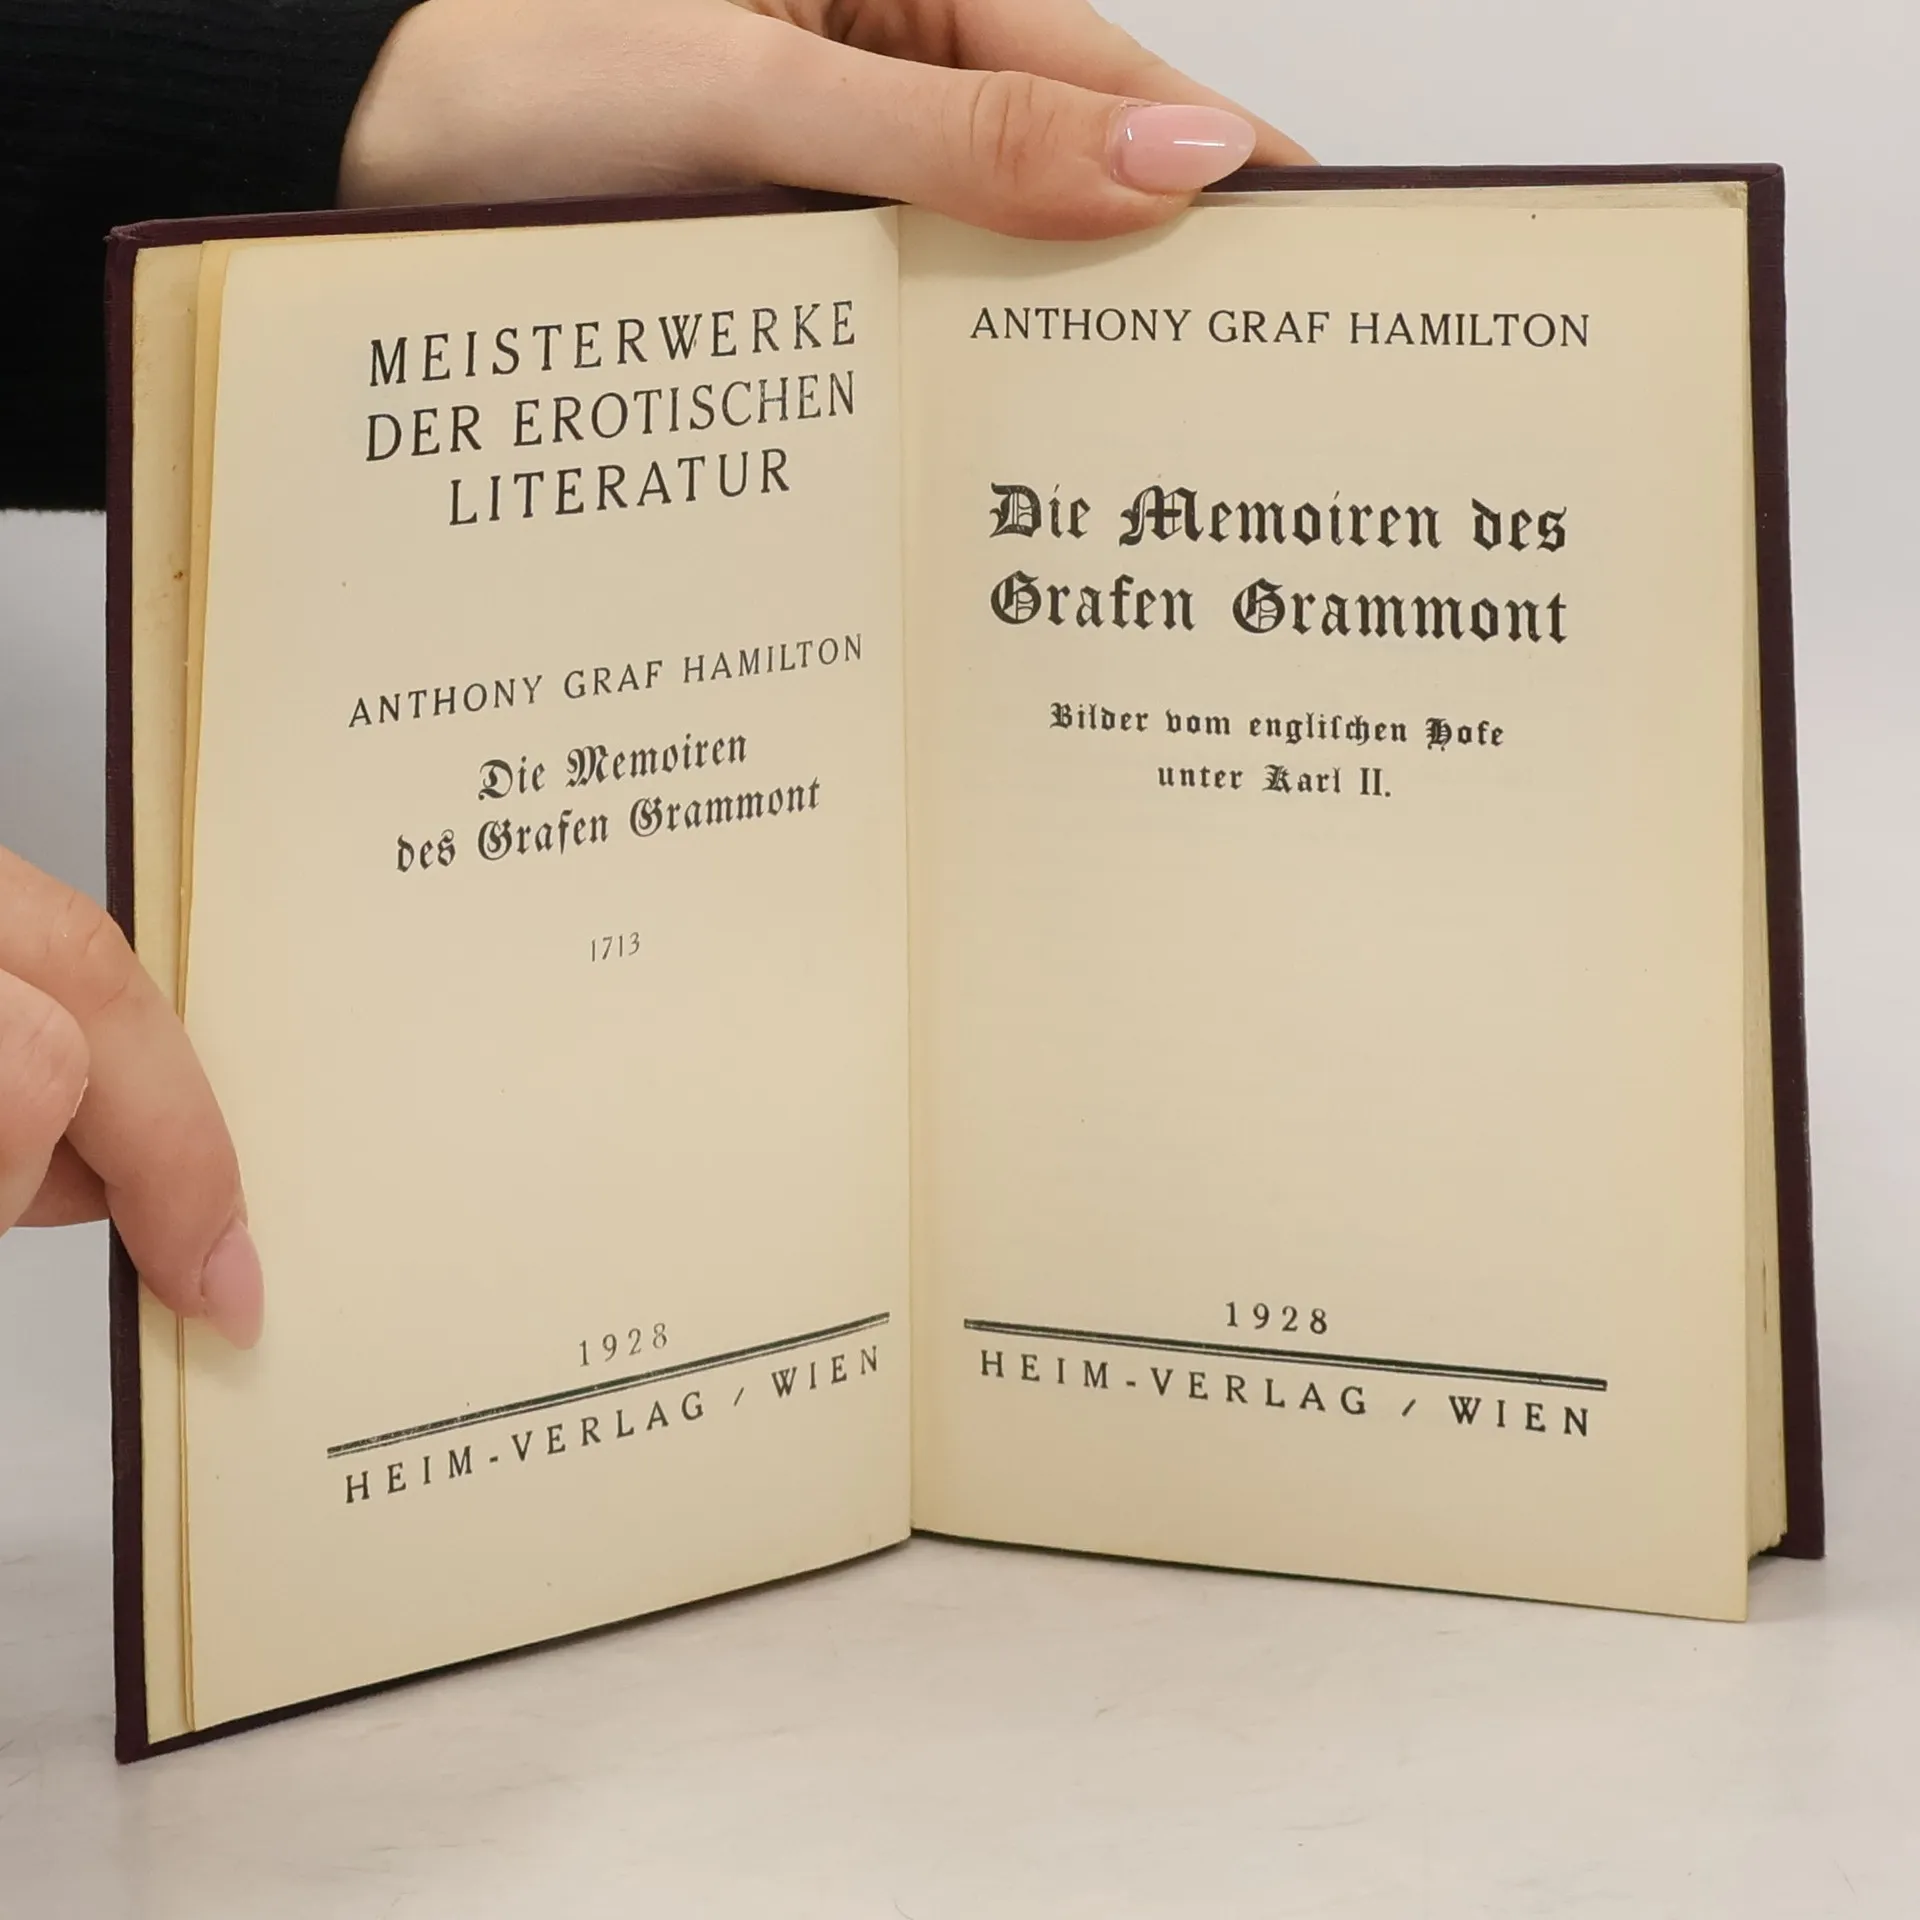 MEISTERWERKE
DER EROTISCHEN
LITERATUR
ANTHONY GRAF HAMILTON
Die Memoiren
des Grafen Grammont
1713
1928
HEIM-VERLAG / WIEN
ANTHONY GRAF HAMILTON
Die Memoiren des
Grafen Grammont
Bilder vom engliſchen Hofe
unter Karl II.
1928
HEIM-VERLAG / WIEN